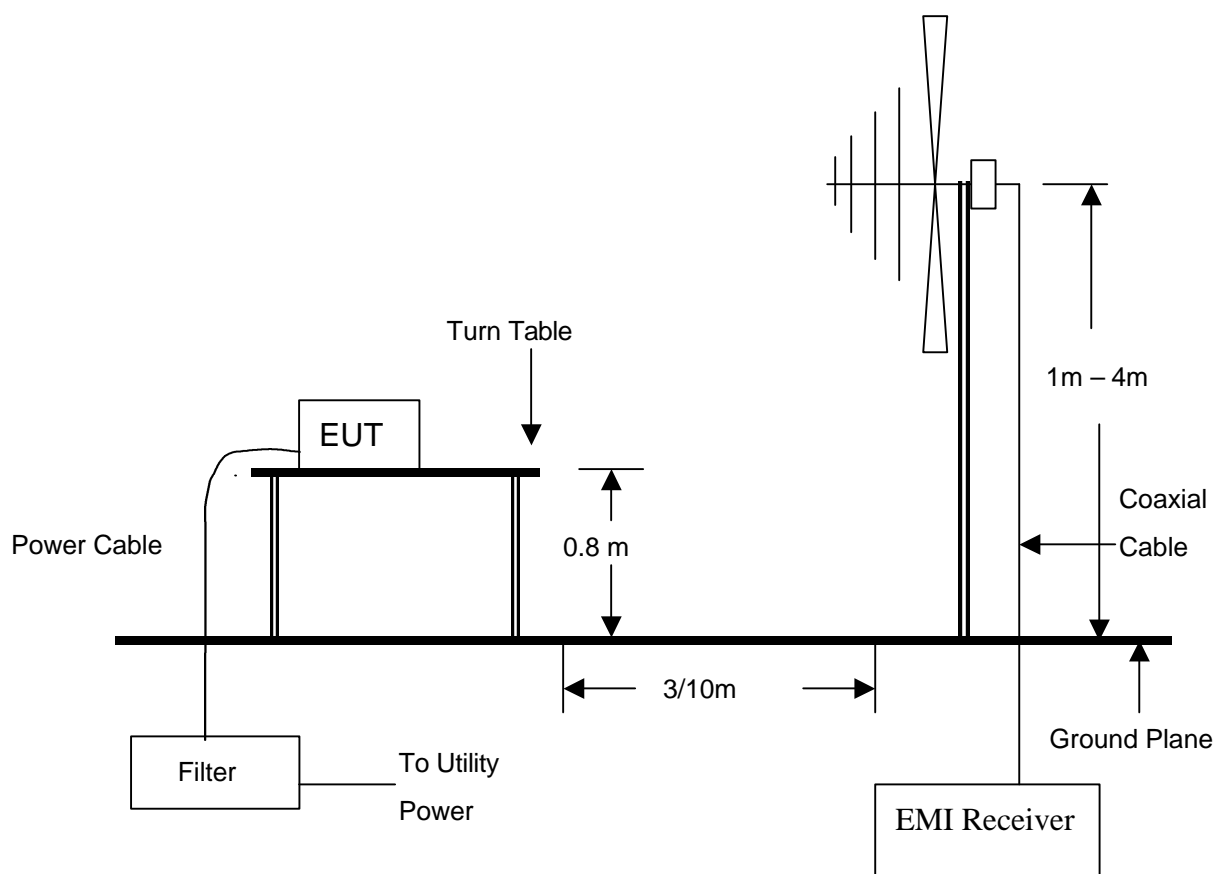 Turn Table
1m – 4m
EUT
Coaxial
Cable
Power Cable
0.8 m
3/10m
Ground Plane
Filter
To Utility
Power
EMI Receiver